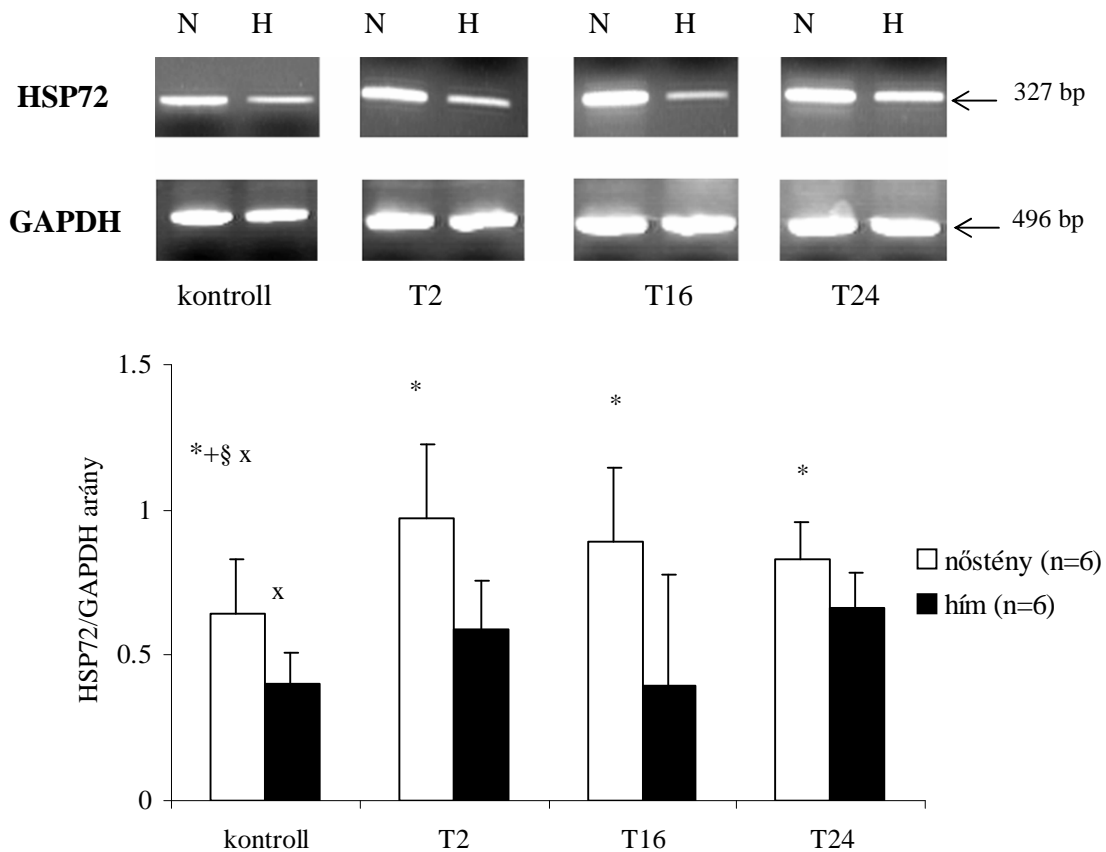 N H N H N H N H
HSP72
327 bp
GAPDH
496 bp
kontroll T2 T16 T24
HSP72/GAPDH arány
1.5
1
0.5
0
*+§ x
x
*
*
*
nőstény (n=6)
hím (n=6)
kontroll T2 T16 T24